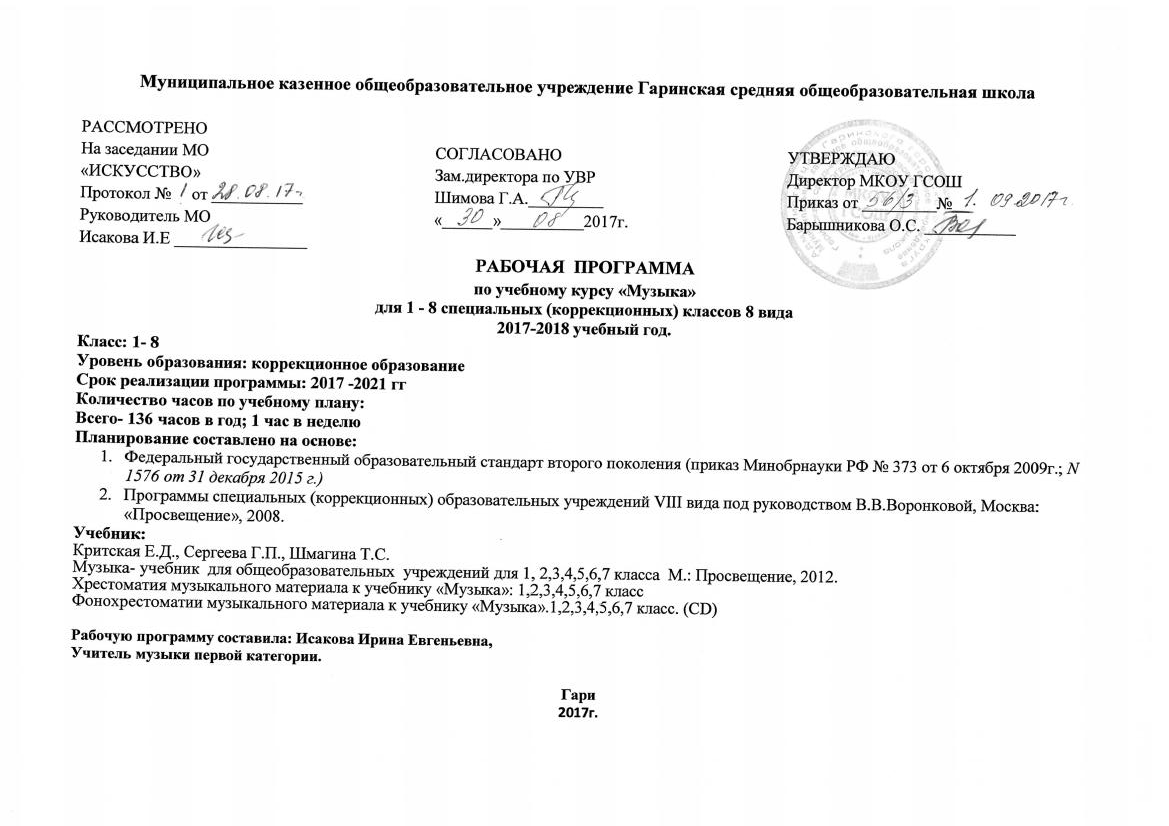 Муниципальное казенное общеобразовательное учреждение Гаринская средняя общеобразовательная школа
РАССМОТРЕНО
На заседании МО
«ИСКУССТВО»
Протокол № 1 от 28.08.17г
Руководитель МО
Исакова И.Е
СОГЛАСОВАНО
Зам.директора по УВР
Шимова Г.А.
«30» 08 2017г.
УТВЕРЖДАЮ
Директор МКОУ ГСОШ
Приказ от 56/3 № 1. 09.2017г.
Барышникова О.С.
РАБОЧАЯ ПРОГРАММА
по учебному курсу «Музыка»
для 1 - 8 специальных (коррекционных) классов 8 вида
2017-2018 учебный год.
Класс: 1- 8
Уровень образования: коррекционное образование
Срок реализации программы: 2017 -2021 гг
Количество часов по учебному плану:
Всего- 136 часов в год; 1 час в неделю
Планирование составлено на основе:
1. Федеральный государственный образовательный стандарт второго поколения (приказ Минобрнауки РФ № 373 от 6 октября 2009г.; N
1576 от 31 декабря 2015 г.)
2. Программы специальных (коррекционных) образовательных учреждений VIII вида под руководством В.В.Воронковой, Москва:
«Просвещение», 2008.
Учебник:
Критская Е.Д., Сергеева Г.П., Шмагина Т.С.
Музыка- учебник для общеобразовательных учреждений для 1, 2,3,4,5,6,7 класса М.: Просвещение, 2012.
Хрестоматия музыкального материала к учебнику «Музыка»: 1,2,3,4,5,6,7 класс
Фонохрестоматии музыкального материала к учебнику «Музыка».1,2,3,4,5,6,7 класс. (CD)
Рабочую программу составила: Исакова Ирина Евгеньевна,
Учитель музыки первой категории.
Гари
2017г.